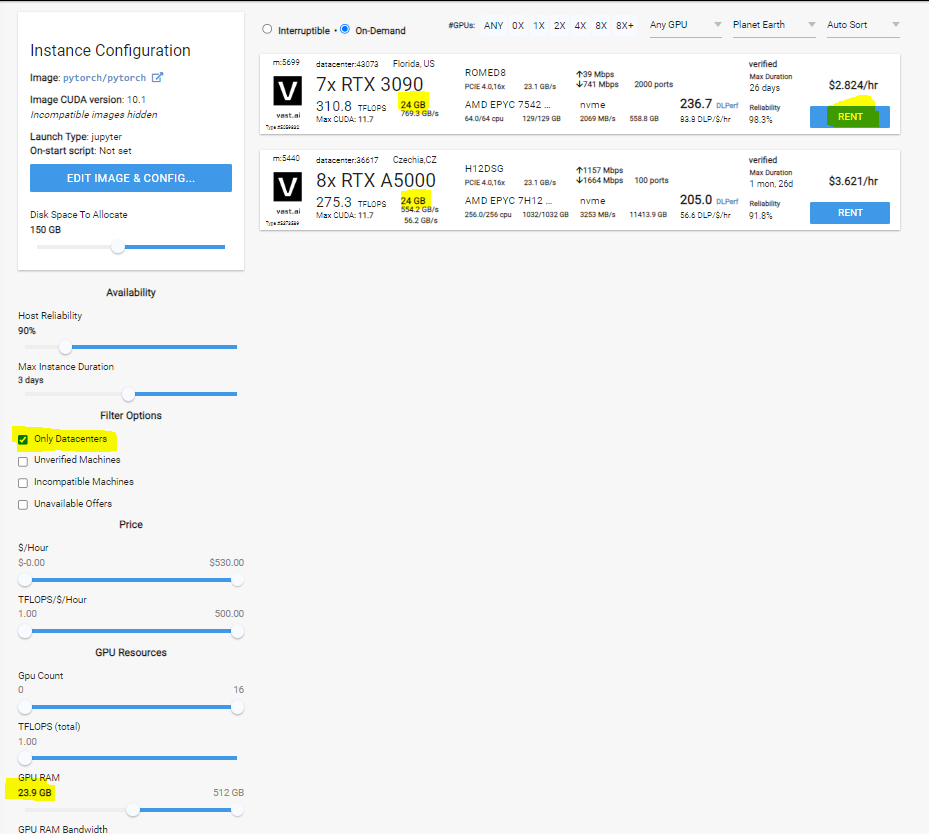 Instance Configuration
Image: pytorch/pytorch
Image CUDA version: 10.1
Incompatible images hidden
Launch Type: jupyter
On-start script: Not set
EDIT IMAGE & CONFIG...
Disk Space To Allocate
150 GB
Availability
Host Reliability
90%
Max Instance Duration
3 days
Filter Options
Only Datacenters
Unverified Machines
Incompatible Machines
Unavailable Offers
Price
$/Hour
$-0.00 $530.00
TFLOPS/$/Hour
1.00 500.00
GPU Resources
Gpu Count
0 16
TFLOPS (total)
1.00
GPU RAM
23.9 GB 512 GB
GPU RAM Bandwidth
Interruptible • On-Demand
#GPUs: ANY 0X 1X 2X 4X 8X 8X+ Any GPU Planet Earth Auto Sort
m:5699 datacenter:43073 Florida, US
V
vast.ai
7x RTX 3090
310.8 TFLOPS 24 GB
Max CUDA: 11.7 769.3 GB/s
ROMED8
PCIE 4.0,16x 23.1 GB/s
↑39 Mbps
↓741 Mbps
2000 ports
AMD EPYC 7542 ... nvme
64.0/64 cpu 129/129 GB 2069 MB/s 558.8 GB
236.7 DLPerf
83.8 DLP/$/hr
verified
Max Duration
26 days
Reliability
98.3%
$2.824/hr
RENT
m:5440 datacenter:36617 Czechia,CZ
V
vast.ai
8x RTX A5000
275.3 TFLOPS 24 GB
554.2 GB/s
Max CUDA: 11.7 56.2 GB/s
H12DSG
PCIE 4.0,16x 23.1 GB/s
↑1157 Mbps
↓1664 Mbps
100 ports
AMD EPYC 7H12 ... nvme
256.0/256 cpu 1032/1032 GB 3253 MB/s 11413.9 GB
205.0 DLPerf
56.6 DLP/$/hr
verified
Max Duration
1 mon, 26d
Reliability
91.8%
$3.621/hr
RENT